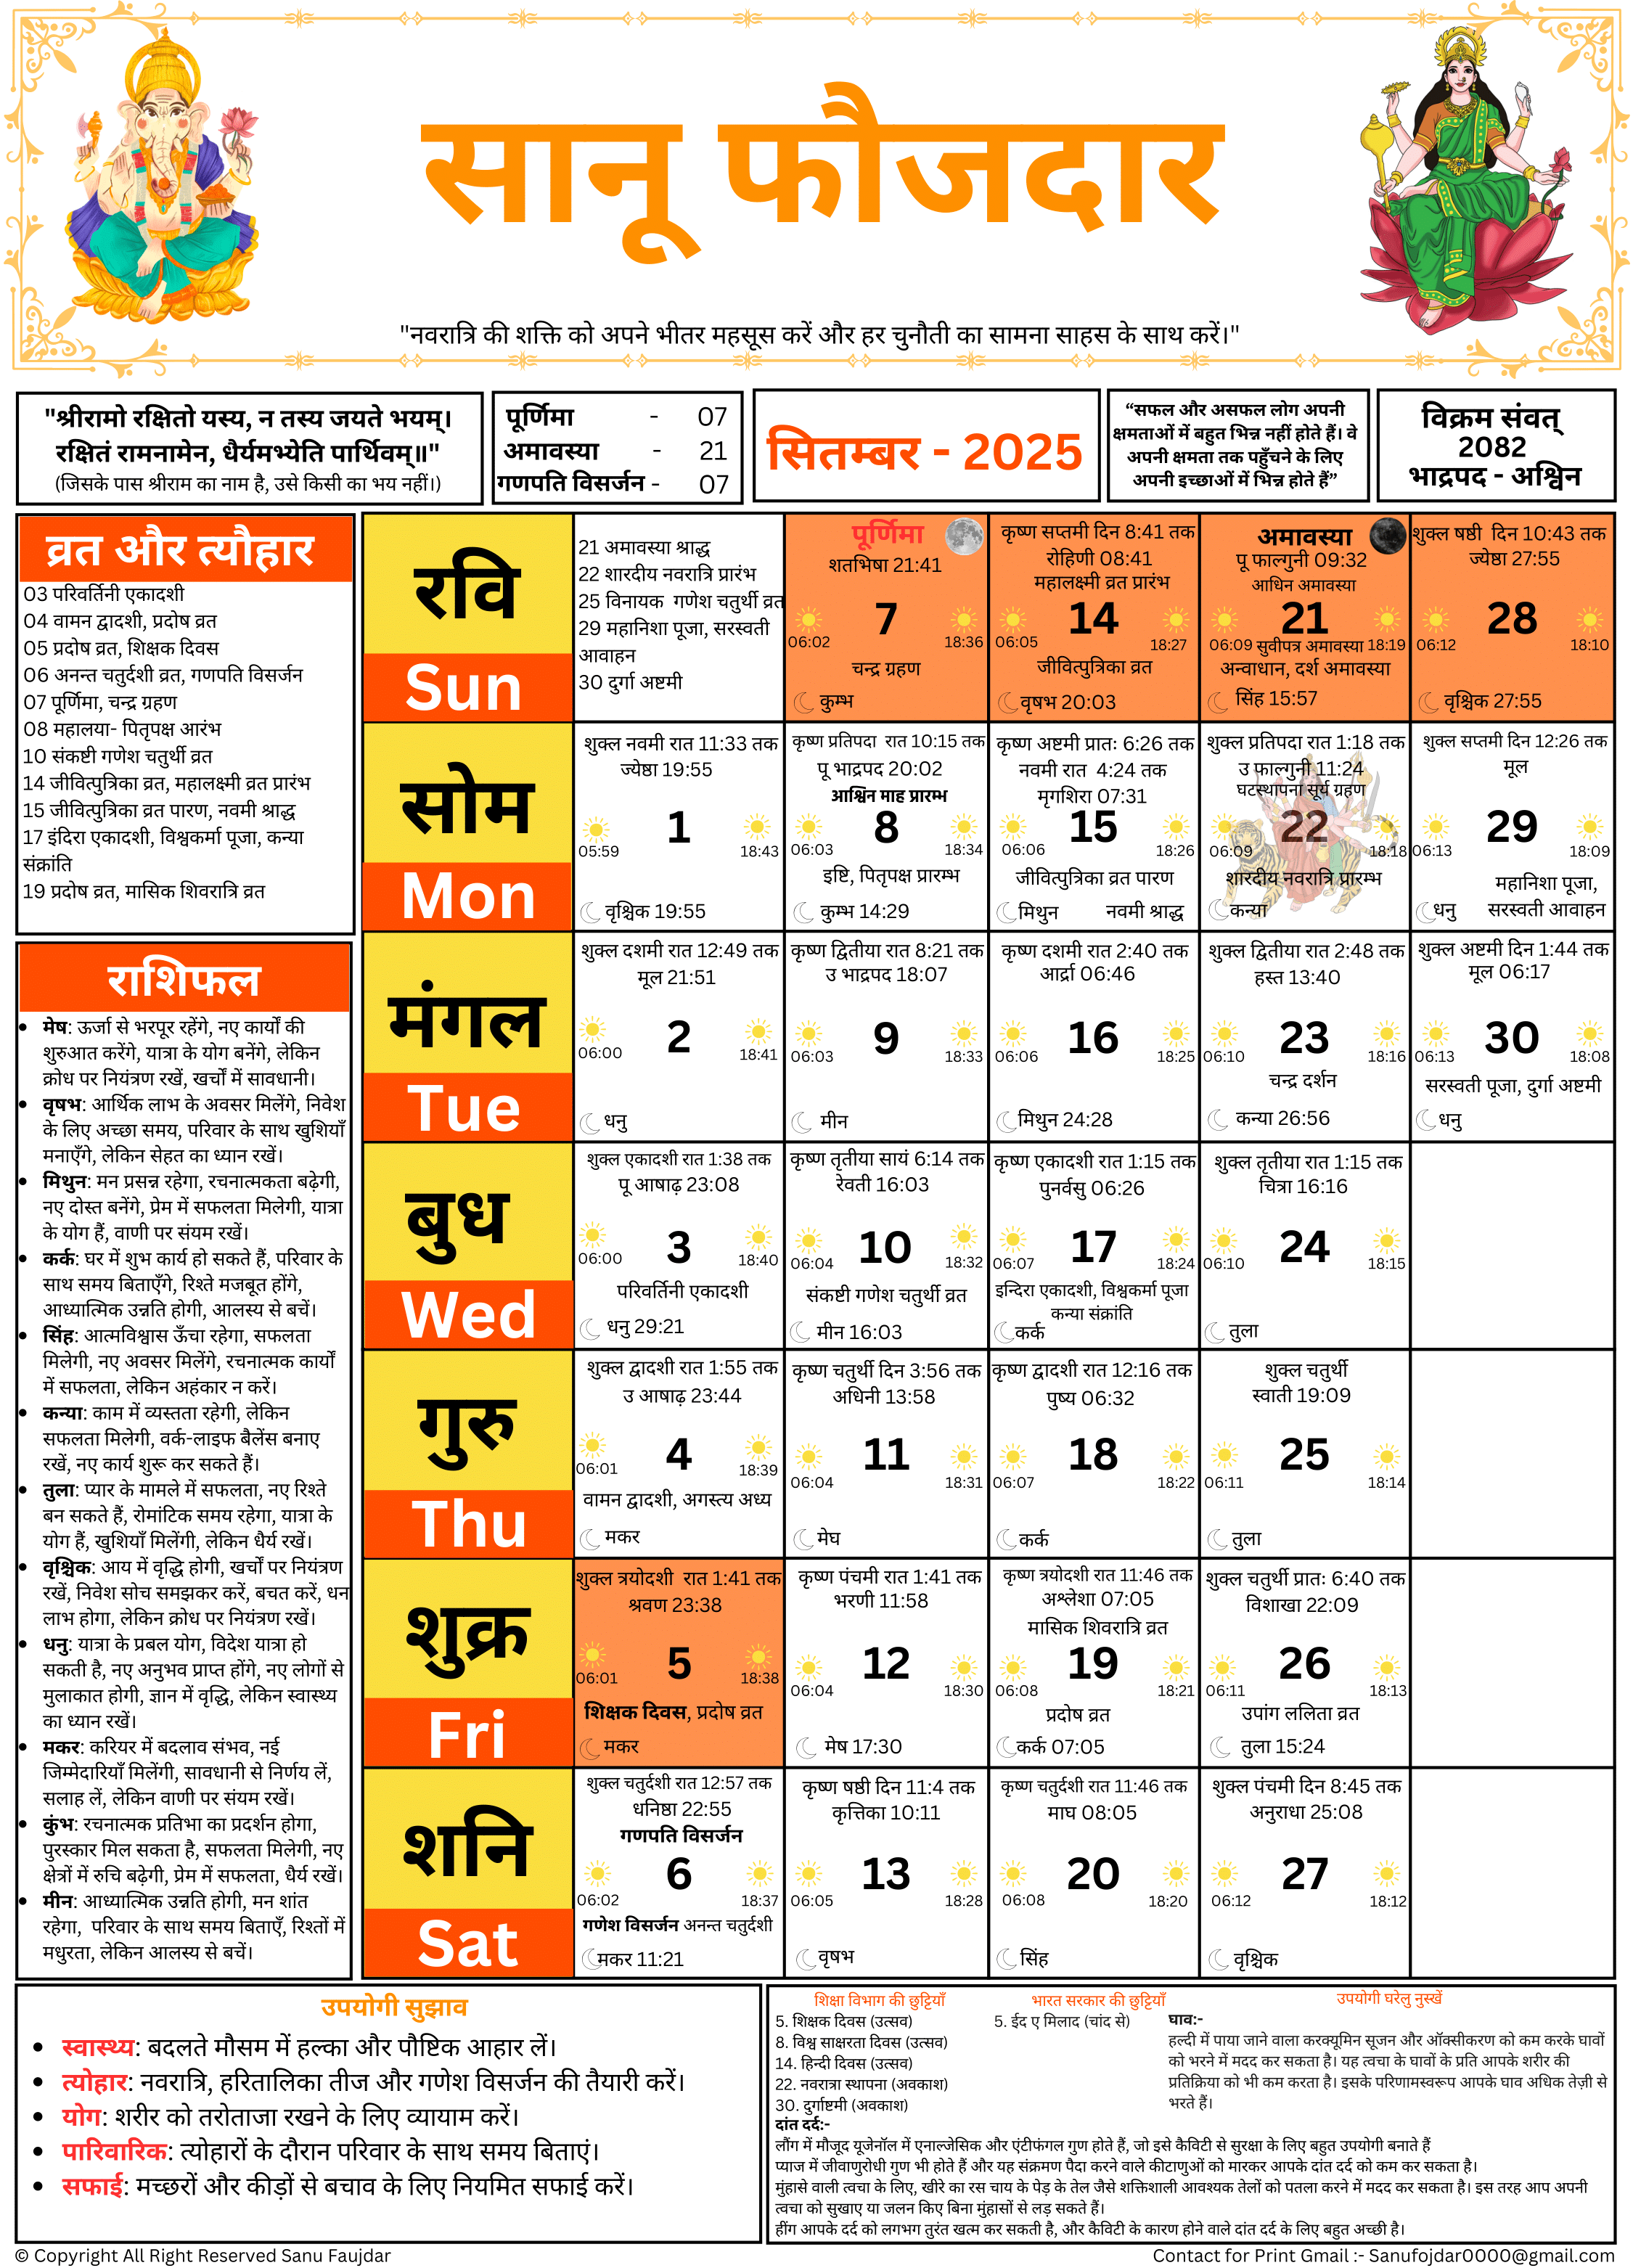 सानू फौजदार
"नवरात्रि की शक्ति को अपने भीतर महसूस करें और हर चुनौती का सामना साहस के साथ करें।"
"श्रीरामो रक्षितो यस्य, न तस्य जयते भयम्।
रक्षितं रामनामेन, धैर्यमभ्येति पार्थिवम्॥"
(जिसके पास श्रीराम का नाम है, उसे किसी का भय नहीं।)
पूर्णिमा - 07
अमावस्या - 21
गणपति विसर्जन - 07
सितम्बर - 2025
“सफल और असफल लोग अपनी
क्षमताओं में बहुत भिन्न नहीं होते हैं। वे
अपनी क्षमता तक पहुँचने के लिए
अपनी इच्छाओं में भिन्न होते हैं”
विक्रम संवत्
2082
भाद्रपद - अश्विन
व्रत और त्यौहार
03 परिवर्तिनी एकादशी
04 वामन द्वादशी, प्रदोष व्रत
05 प्रदोष व्रत, शिक्षक दिवस
06 अनन्त चतुर्दशी व्रत, गणपति विसर्जन
07 पूर्णिमा, चन्द्र ग्रहण
08 महालया- पितृपक्ष आरंभ
10 संकष्टी गणेश चतुर्थी व्रत
14 जीवित्पुत्रिका व्रत, महालक्ष्मी व्रत प्रारंभ
15 जीवित्पुत्रिका व्रत पारण, नवमी श्राद्ध
17 इंदिरा एकादशी, विश्वकर्मा पूजा, कन्या
संक्रांति
19 प्रदोष व्रत, मासिक शिवरात्रि व्रत
राशिफल
• मेष: ऊर्जा से भरपूर रहेंगे, नए कार्यों की
शुरुआत करेंगे, यात्रा के योग बनेंगे, लेकिन
क्रोध पर नियंत्रण रखें, खर्चों में सावधानी।
• वृषभ: आर्थिक लाभ के अवसर मिलेंगे, निवेश
के लिए अच्छा समय, परिवार के साथ खुशियाँ
मनाएँगे, लेकिन सेहत का ध्यान रखें।
• मिथुन: मन प्रसन्न रहेगा, रचनात्मकता बढ़ेगी,
नए दोस्त बनेंगे, प्रेम में सफलता मिलेगी, यात्रा
के योग हैं, वाणी पर संयम रखें।
• कर्क: घर में शुभ कार्य हो सकते हैं, परिवार के
साथ समय बिताएँगे, रिश्ते मजबूत होंगे,
आध्यात्मिक उन्नति होगी, आलस्य से बचें।
• सिंह: आत्मविश्वास ऊँचा रहेगा, सफलता
मिलेगी, नए अवसर मिलेंगे, रचनात्मक कार्यों
में सफलता, लेकिन अहंकार न करें।
• कन्या: काम में व्यस्तता रहेगी, लेकिन
सफलता मिलेगी, वर्क-लाइफ बैलेंस बनाए
रखें, नए कार्य शुरू कर सकते हैं।
• तुला: प्यार के मामले में सफलता, नए रिश्ते
बन सकते हैं, रोमांटिक समय रहेगा, यात्रा के
योग हैं, खुशियाँ मिलेंगी, लेकिन धैर्य रखें।
• वृश्चिक: आय में वृद्धि होगी, खर्चों पर नियंत्रण
रखें, निवेश सोच समझकर करें, बचत करें, धन
लाभ होगा, लेकिन क्रोध पर नियंत्रण रखें।
• धनु: यात्रा के प्रबल योग, विदेश यात्रा हो
सकती है, नए अनुभव प्राप्त होंगे, नए लोगों से
मुलाकात होगी, ज्ञान में वृद्धि, लेकिन स्वास्थ्य
का ध्यान रखें।
• मकर: करियर में बदलाव संभव, नई
जिम्मेदारियाँ मिलेंगी, सावधानी से निर्णय लें,
सलाह लें, लेकिन वाणी पर संयम रखें।
• कुंभ: रचनात्मक प्रतिभा का प्रदर्शन होगा,
पुरस्कार मिल सकता है, सफलता मिलेगी, नए
क्षेत्रों में रुचि बढ़ेगी, प्रेम में सफलता, धैर्य रखें।
• मीन: आध्यात्मिक उन्नति होगी, मन शांत
रहेगा, परिवार के साथ समय बिताएँ, रिश्तों में
मधुरता, लेकिन आलस्य से बचें।
रवि
Sun
21 अमावस्या श्राद्ध
22 शारदीय नवरात्रि प्रारंभ
25 विनायक गणेश चतुर्थी व्रत
29 महानिशा पूजा, सरस्वती
आवाहन
30 दुर्गा अष्टमी
पूर्णिमा
शतभिषा 21:41
7
06:02 18:36
चन्द्र ग्रहण
कुम्भ
कृष्ण सप्तमी दिन 8:41 तक
रोहिणी 08:41
महालक्ष्मी व्रत प्रारंभ
14
06:05 18:27
जीवित्पुत्रिका व्रत
वृषभ 20:03
अमावस्या
पू फाल्गुनी 09:32
आधिन अमावस्या
21
06:09 सुवीपत्र अमावस्या 18:19
अन्वाधान, दर्श अमावस्या
सिंह 15:57
शुक्ल षष्ठी दिन 10:43 तक
ज्येष्ठा 27:55
28
06:12 18:10
वृश्चिक 27:55
सोम
Mon
शुक्ल नवमी रात 11:33 तक
ज्येष्ठा 19:55
1
05:59 18:43
वृश्चिक 19:55
कृष्ण प्रतिपदा रात 10:15 तक
पू भाद्रपद 20:02
आश्विन माह प्रारम्भ
8
06:03 18:34
इष्टि, पितृपक्ष प्रारम्भ
कुम्भ 14:29
कृष्ण अष्टमी प्रातः 6:26 तक
नवमी रात 4:24 तक
मृगशिरा 07:31
15
06:06 18:26
जीवित्पुत्रिका व्रत पारण
मिथुन नवमी श्राद्ध
शुक्ल प्रतिपदा रात 1:18 तक
उ फाल्गुनी 11:24
घटस्थापना सूर्य ग्रहण
22
06:09 18:18
शारदीय नवरात्रि प्रारम्भ
कन्या
शुक्ल सप्तमी दिन 12:26 तक
मूल
29
06:13 18:09
महानिशा पूजा,
धनु सरस्वती आवाहन
मंगल
Tue
शुक्ल दशमी रात 12:49 तक
मूल 21:51
2
06:00 18:41
धनु
कृष्ण द्वितीया रात 8:21 तक
उ भाद्रपद 18:07
9
06:03 18:33
मीन
कृष्ण दशमी रात 2:40 तक
आर्द्रा 06:46
16
06:06 18:25
मिथुन 24:28
शुक्ल द्वितीया रात 2:48 तक
हस्त 13:40
23
06:10 18:16
चन्द्र दर्शन
कन्या 26:56
शुक्ल अष्टमी दिन 1:44 तक
मूल 06:17
30
06:13 18:08
सरस्वती पूजा, दुर्गा अष्टमी
धनु
बुध
Wed
शुक्ल एकादशी रात 1:38 तक
पू आषाढ़ 23:08
3
06:00 18:40
परिवर्तिनी एकादशी
धनु 29:21
कृष्ण तृतीया सायं 6:14 तक
रेवती 16:03
10
06:04 18:32
संकष्टी गणेश चतुर्थी व्रत
मीन 16:03
कृष्ण एकादशी रात 1:15 तक
पुनर्वसु 06:26
17
06:07 18:24
इन्दिरा एकादशी, विश्वकर्मा पूजा
कन्या संक्रांति
कर्क
शुक्ल तृतीया रात 1:15 तक
चित्रा 16:16
24
06:10 18:15
तुला
गुरु
Thu
शुक्ल द्वादशी रात 1:55 तक
उ आषाढ़ 23:44
4
06:01 18:39
वामन द्वादशी, अगस्त्य अध्य
मकर
कृष्ण चतुर्थी दिन 3:56 तक
अधिनी 13:58
11
06:04 18:31
मेघ
कृष्ण द्वादशी रात 12:16 तक
पुष्य 06:32
18
06:07 18:22
कर्क
शुक्ल चतुर्थी
स्वाती 19:09
25
06:11 18:14
तुला
शुक्र
Fri
शुक्ल त्रयोदशी रात 1:41 तक
श्रवण 23:38
5
06:01 18:38
शिक्षक दिवस, प्रदोष व्रत
मकर
कृष्ण पंचमी रात 1:41 तक
भरणी 11:58
12
06:04 18:30
मेष 17:30
कृष्ण त्रयोदशी रात 11:46 तक
अश्लेशा 07:05
मासिक शिवरात्रि व्रत
19
06:08 18:21
प्रदोष व्रत
कर्क 07:05
शुक्ल चतुर्थी प्रातः 6:40 तक
विशाखा 22:09
26
06:11 18:13
उपांग ललिता व्रत
तुला 15:24
शनि
Sat
शुक्ल चतुर्दशी रात 12:57 तक
धनिष्ठा 22:55
गणपति विसर्जन
6
06:02 18:37
गणेश विसर्जन अनन्त चतुर्दशी
मकर 11:21
कृष्ण षष्ठी दिन 11:4 तक
कृत्तिका 10:11
13
06:05 18:28
वृषभ
कृष्ण चतुर्दशी रात 11:46 तक
माघ 08:05
20
06:08 18:20
सिंह
शुक्ल पंचमी दिन 8:45 तक
अनुराधा 25:08
27
06:12 18:12
वृश्चिक
उपयोगी सुझाव
• स्वास्थ्य: बदलते मौसम में हल्का और पौष्टिक आहार लें।
• त्योहार: नवरात्रि, हरितालिका तीज और गणेश विसर्जन की तैयारी करें।
• योग: शरीर को तरोताजा रखने के लिए व्यायाम करें।
• पारिवारिक: त्योहारों के दौरान परिवार के साथ समय बिताएं।
• सफाई: मच्छरों और कीड़ों से बचाव के लिए नियमित सफाई करें।
शिक्षा विभाग की छुट्टियाँ
5. शिक्षक दिवस (उत्सव)
8. विश्व साक्षरता दिवस (उत्सव)
14. हिन्दी दिवस (उत्सव)
22. नवरात्रा स्थापना (अवकाश)
30. दुर्गाष्टमी (अवकाश)
भारत सरकार की छुट्टियाँ
5. ईद ए मिलाद (चांद से)
उपयोगी घरेलु नुस्खें
घाव:-
हल्दी में पाया जाने वाला करक्यूमिन सूजन और ऑक्सीकरण को कम करके घावों
को भरने में मदद कर सकता है। यह त्वचा के घावों के प्रति आपके शरीर की
प्रतिक्रिया को भी कम करता है। इसके परिणामस्वरूप आपके घाव अधिक तेज़ी से
भरते हैं।
दांत दर्द:-
लौंग में मौजूद यूजेनॉल में एनाल्जेसिक और एंटीफंगल गुण होते हैं, जो इसे कैविटी से सुरक्षा के लिए बहुत उपयोगी बनाते हैं
प्याज में जीवाणुरोधी गुण भी होते हैं और यह संक्रमण पैदा करने वाले कीटाणुओं को मारकर आपके दांत दर्द को कम कर सकता है।
मुंहासे वाली त्वचा के लिए, खीरे का रस चाय के पेड़ के तेल जैसे शक्तिशाली आवश्यक तेलों को पतला करने में मदद कर सकता है। इस तरह आप अपनी
त्वचा को सुखाए या जलन किए बिना मुंहासों से लड़ सकते हैं।
हींग आपके दर्द को लगभग तुरंत खत्म कर सकती है, और कैविटी के कारण होने वाले दांत दर्द के लिए बहुत अच्छी है।
© Copyright All Right Reserved Sanu Faujdar
Contact for Print Gmail :- Sanufojdar0000@gmail.com